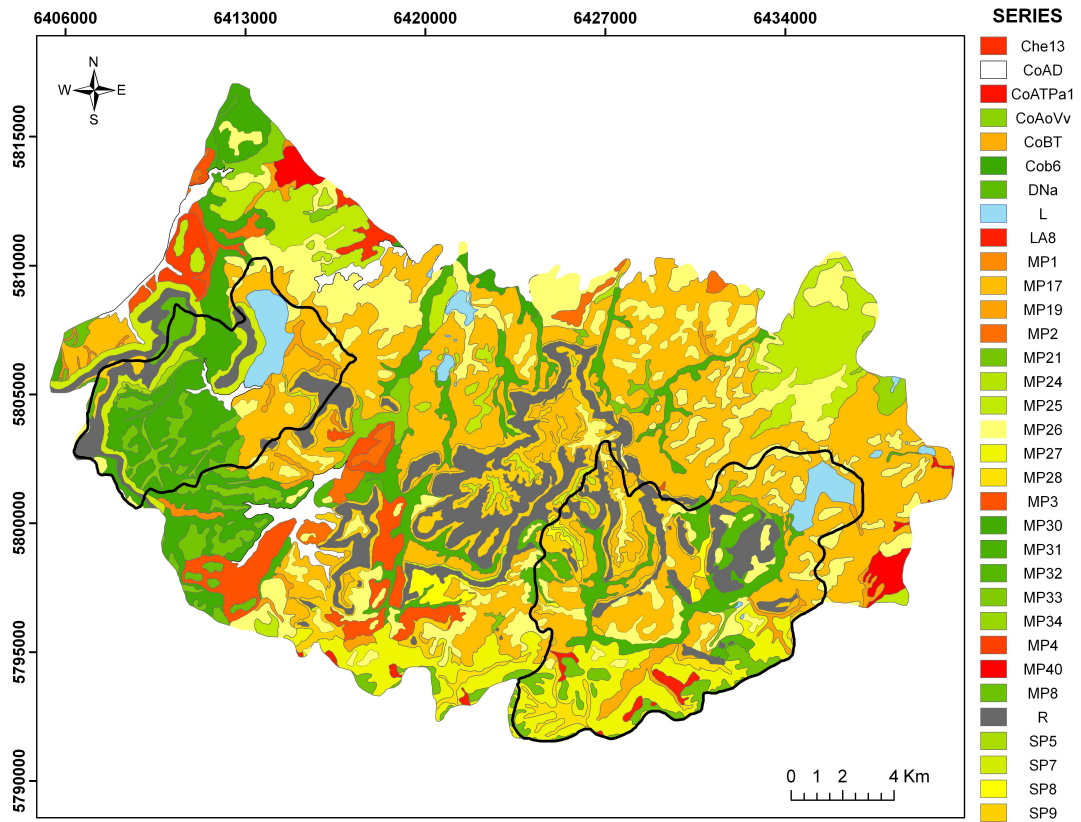 6406000 6413000 6420000 6427000 6434000
SERIES
N
W E
S
5815000
5810000
5805000
5800000
5795000
5790000
0 1 2 4 Km
Che13
CoAD
CoATPa1
CoAoVv
CoBT
Cob6
DNa
L
LA8
MP1
MP17
MP19
MP2
MP21
MP24
MP25
MP26
MP27
MP28
MP3
MP30
MP31
MP32
MP33
MP34
MP4
MP40
MP8
R
SP5
SP7
SP8
SP9